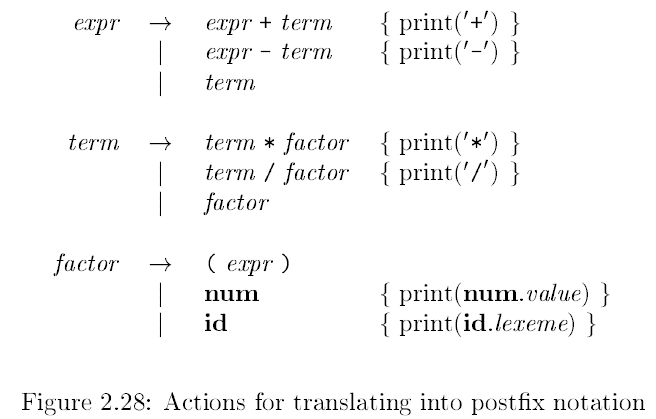 expr → expr + term { print('+') }
| expr - term { print('-') }
| term
term → term * factor { print('*') }
| term / factor { print('/') }
| factor
factor → ( expr )
| num { print(num.value) }
| id { print(id.lexeme) }
Figure 2.28: Actions for translating into postfix notation